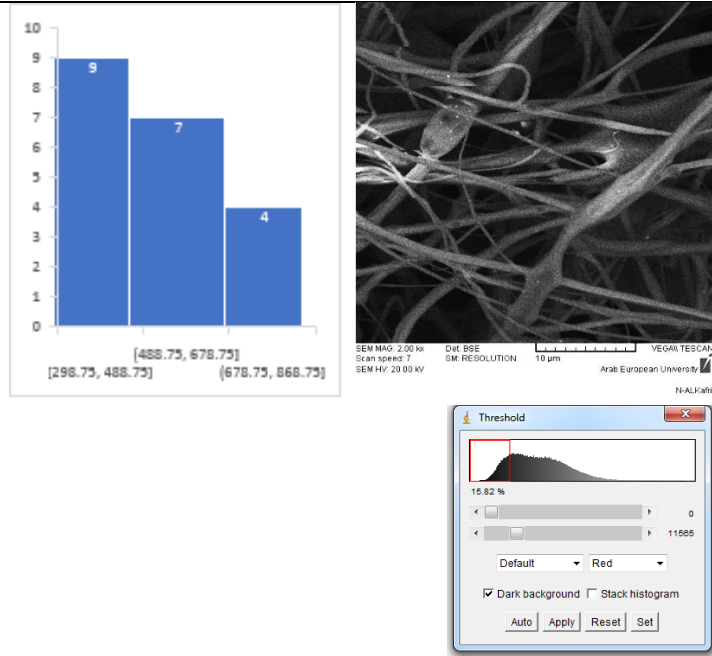 10
9
8
7
6
5
4
3
2
1
0
9
7
4
[488.75, 678.75]
[298.75, 488.75] (678.75, 868.75]
SEM MAG: 2.00 kx Det: BSE VEGA\\ TESCAN
Scan speed: 7 SM: RESOLUTION 10 µm
SEM HV: 20.00 kV Arab European University
N-ALKafri
Threshold
15.82 %
0
11565
Default Red
Dark background Stack histogram
Auto Apply Reset Set